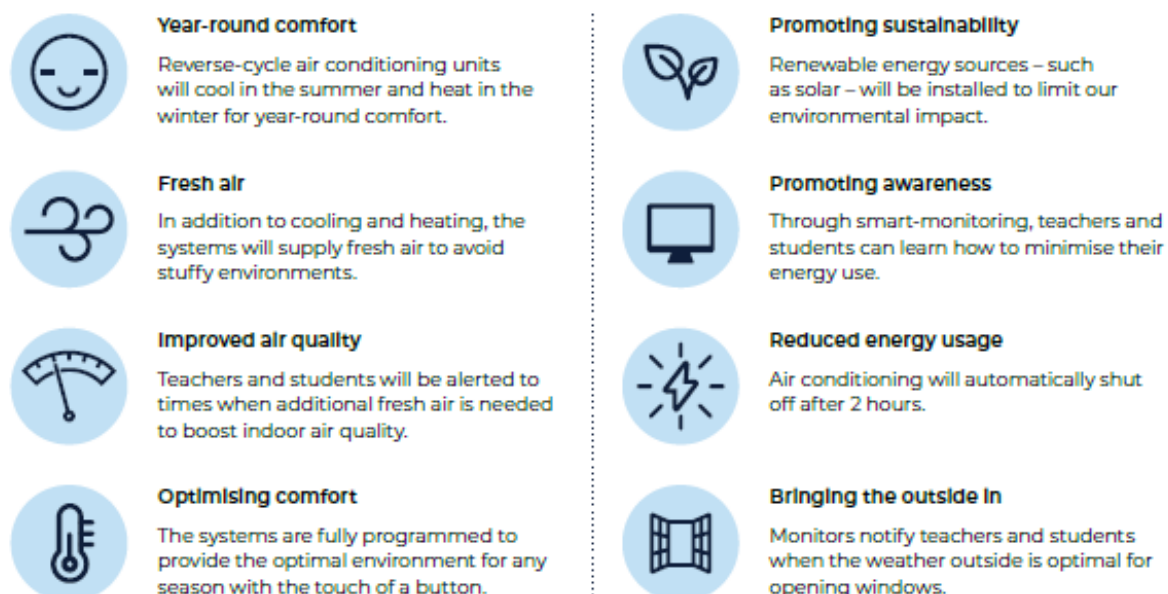 Year-round comfort
Reverse-cycle air conditioning units
will cool in the summer and heat in the
winter for year-round comfort.
Fresh air
In addition to cooling and heating, the
systems will supply fresh air to avoid
stuffy environments.
Improved air quality
Teachers and students will be alerted to
times when additional fresh air is needed
to boost indoor air quality.
Optimising comfort
The systems are fully programmed to
provide the optimal environment for any
season with the touch of a button.
Promoting sustainability
Renewable energy sources – such
as solar – will be installed to limit our
environmental impact.
Promoting awareness
Through smart-monitoring, teachers and
students can learn how to minimise their
energy use.
Reduced energy usage
Air conditioning will automatically shut
off after 2 hours.
Bringing the outside in
Monitors notify teachers and students
when the weather outside is optimal for
opening windows.